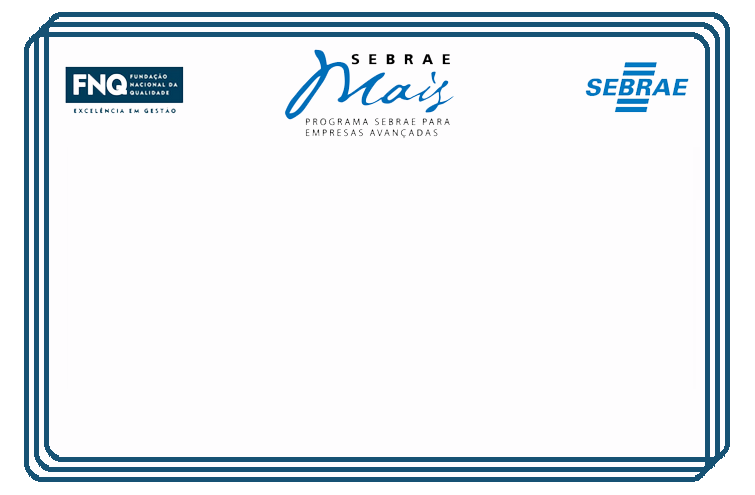 FNQ FUNDAÇÃO
NACIONAL DA
QUALIDADE
EXCELÊNCIA EM GESTÃO
SEBRAE
Mais
PROGRAMA SEBRAE PARA
EMPRESAS AVANÇADAS
SEBRAE